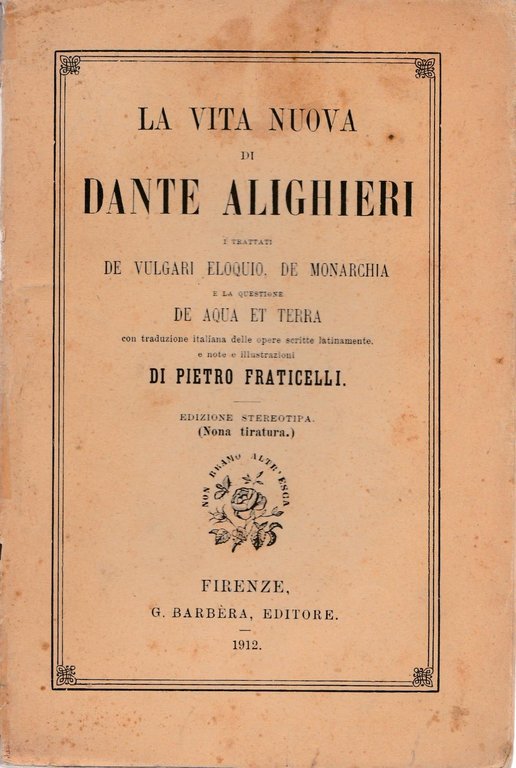 LA VITA NUOVA
DI
DANTE ALIGHIERI
I TRATTATI
DE VULGARI ELOQUIO, DE MONARCHIA
E LA QUESTIONE
DE AQUA ET TERRA
con traduzione italiana delle opere scritte latinamente,
e note e illustrazioni
DI PIETRO FRATICELLI.
EDIZIONE STEREOTIPA.
(Nona tiratura.)
NON BRAMO ALTR'ESCA
FIRENZE,
G. BARBÈRA, EDITORE.
1912.